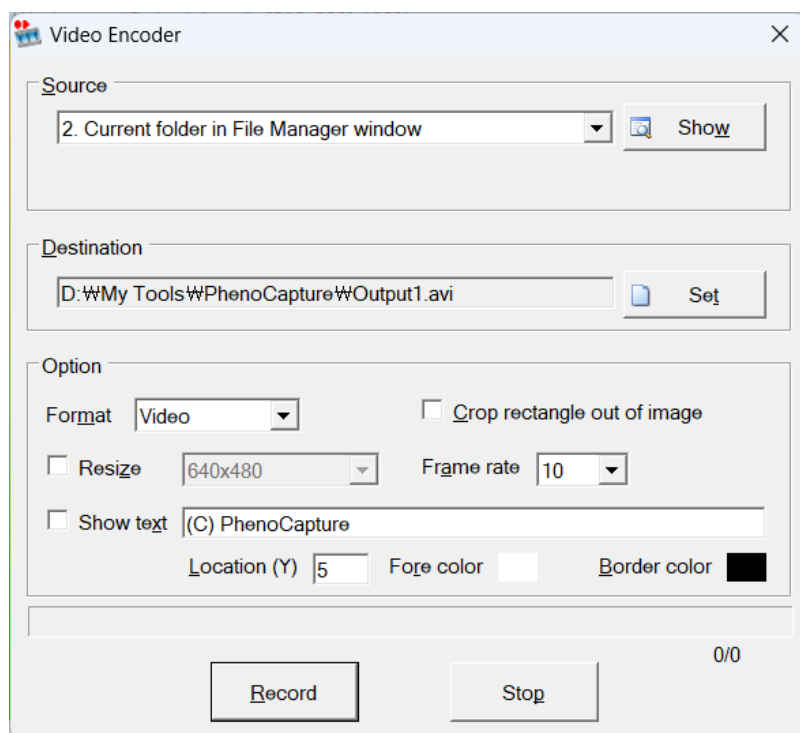 Video Encoder
Source
2. Current folder in File Manager window
Show
Destination
D:₩My Tools₩PhenoCapture₩Output1.avi
Set
Option
Format Video Crop rectangle out of image
Resize 640x480 Frame rate 10
Show text (C) PhenoCapture
Location (Y) 5 Fore color Border color
0/0
Record Stop